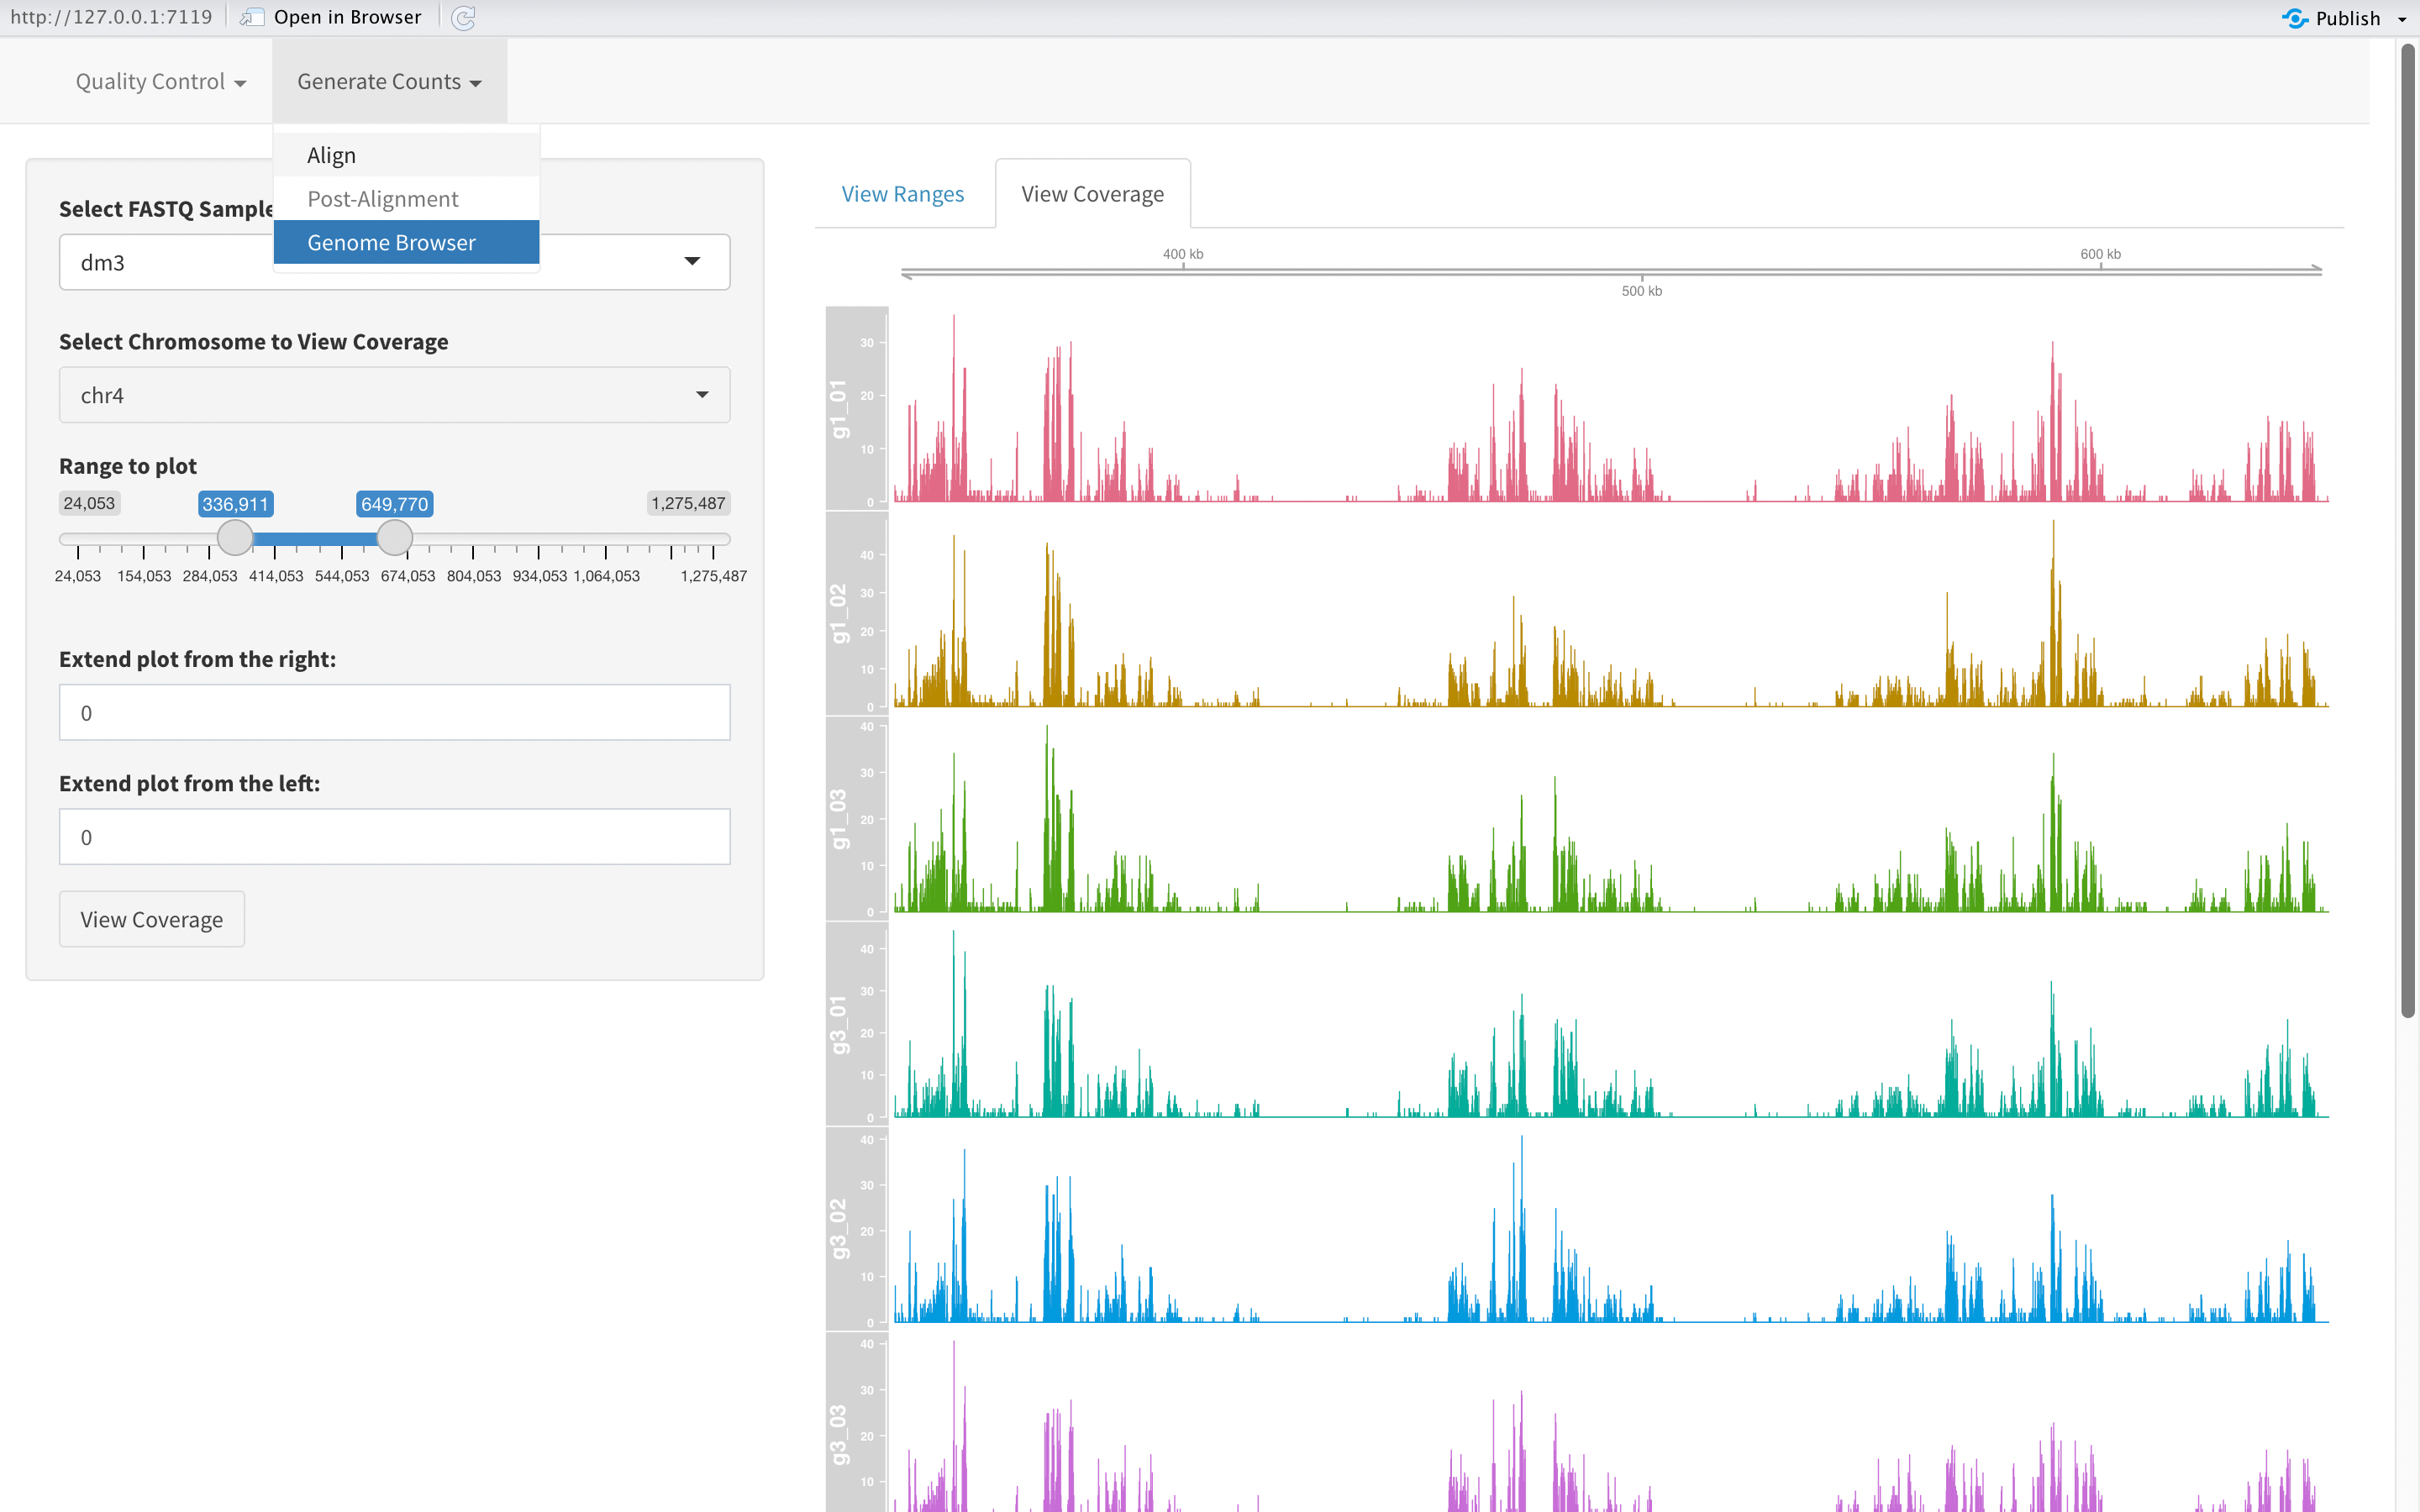 http://127.0.0.1:7119 Open in Browser Publish
Quality Control Generate Counts
Align
Post-Alignment
Genome Browser
Select FASTQ Sample
dm3
Select Chromosome to View Coverage
chr4
Range to plot
24,053 336,911 649,770 1,275,487
24,053 154,053 284,053 414,053 544,053 674,053 804,053 934,053 1,064,053 1,275,487
Extend plot from the right:
0
Extend plot from the left:
0
View Coverage
View Ranges View Coverage
400 kb 600 kb
500 kb
g1_01
30
20
10
0
g1_02
40
30
20
10
0
g1_03
40
30
20
10
0
g3_01
40
30
20
10
0
g3_02
40
30
20
10
0
g3_03
40
30
20
10